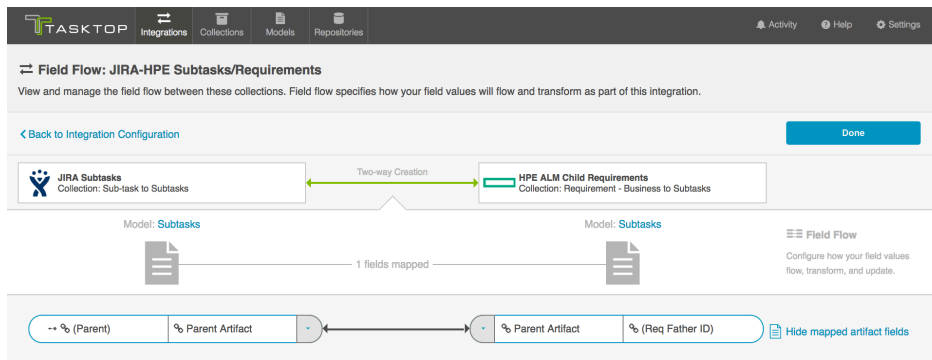 TASKTOP
Integrations
Collections
Models
Repositories
Activity
Help
Settings
Field Flow: JIRA-HPE Subtasks/Requirements
View and manage the field flow between these collections. Field flow specifies how your field values will flow and transform as part of this integration.
Back to Integration Configuration
Done
JIRA Subtasks
Collection: Sub-task to Subtasks
Two-way Creation
HPE ALM Child Requirements
Collection: Requirement - Business to Subtasks
Model: Subtasks
Model: Subtasks
1 fields mapped
Field Flow
Configure how your field values
flow, transform, and update.
(Parent)
Parent Artifact
Parent Artifact
(Req Father ID)
Hide mapped artifact fields